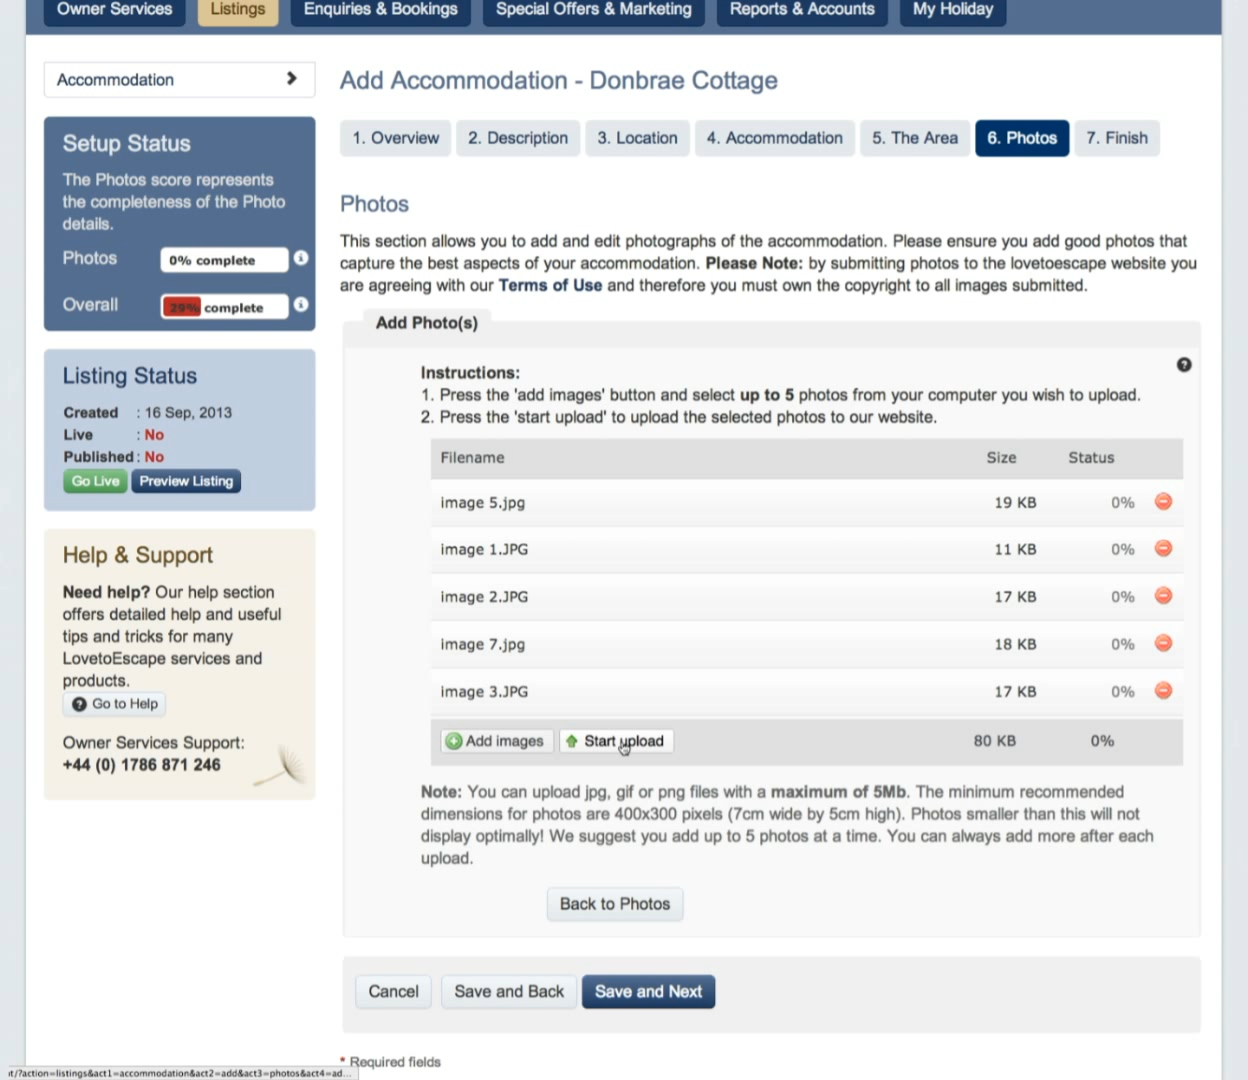 Owner Services
Listings
Enquiries & Bookings
Special Offers & Marketing
Reports & Accounts
My Holiday
Accommodation
Setup Status
The Photos score represents
the completeness of the Photo
details.
Photos 0% complete
Overall 29% complete
Listing Status
Created : 16 Sep, 2013
Live : No
Published : No
Go Live Preview Listing
Help & Support
Need help? Our help section
offers detailed help and useful
tips and tricks for many
LovetoEscape services and
products.
Go to Help
Owner Services Support:
+44 (0) 1786 871 246
Add Accommodation - Donbrae Cottage
1. Overview 2. Description 3. Location 4. Accommodation 5. The Area 6. Photos 7. Finish
Photos
This section allows you to add and edit photographs of the accommodation. Please ensure you add good photos that
capture the best aspects of your accommodation. Please Note: by submitting photos to the lovetoescape website you
are agreeing with our Terms of Use and therefore you must own the copyright to all images submitted.
Add Photo(s)
Instructions:
1. Press the 'add images' button and select up to 5 photos from your computer you wish to upload.
2. Press the 'start upload' to upload the selected photos to our website.
Filename Size Status
image 5.jpg 19 KB 0%
image 1.JPG 11 KB 0%
image 2.JPG 17 KB 0%
image 7.jpg 18 KB 0%
image 3.JPG 17 KB 0%
Add images Start upload 80 KB 0%
Note: You can upload jpg, gif or png files with a maximum of 5Mb. The minimum recommended
dimensions for photos are 400x300 pixels (7cm wide by 5cm high). Photos smaller than this will not
display optimally! We suggest you add up to 5 photos at a time. You can always add more after each
upload.
Back to Photos
Cancel Save and Back Save and Next
* Required fields
t/?action=listings&act1=accommodation&act2=add&act3=photos&act4=ad...